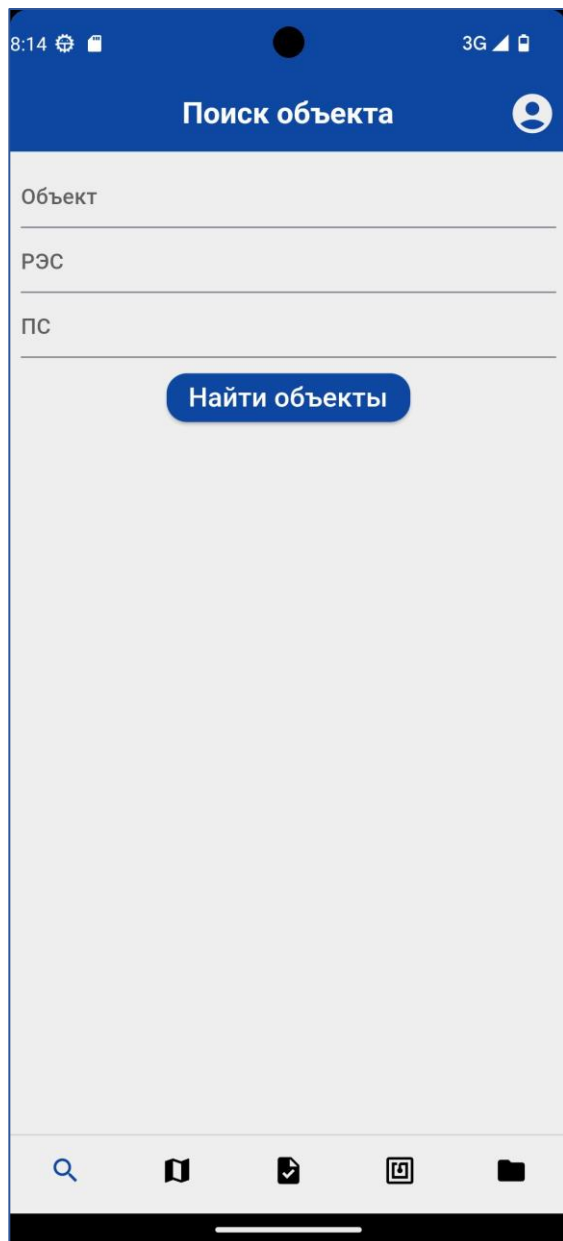 8:14 3G
Поиск объекта
Объект
РЭС
ПС
Найти объекты